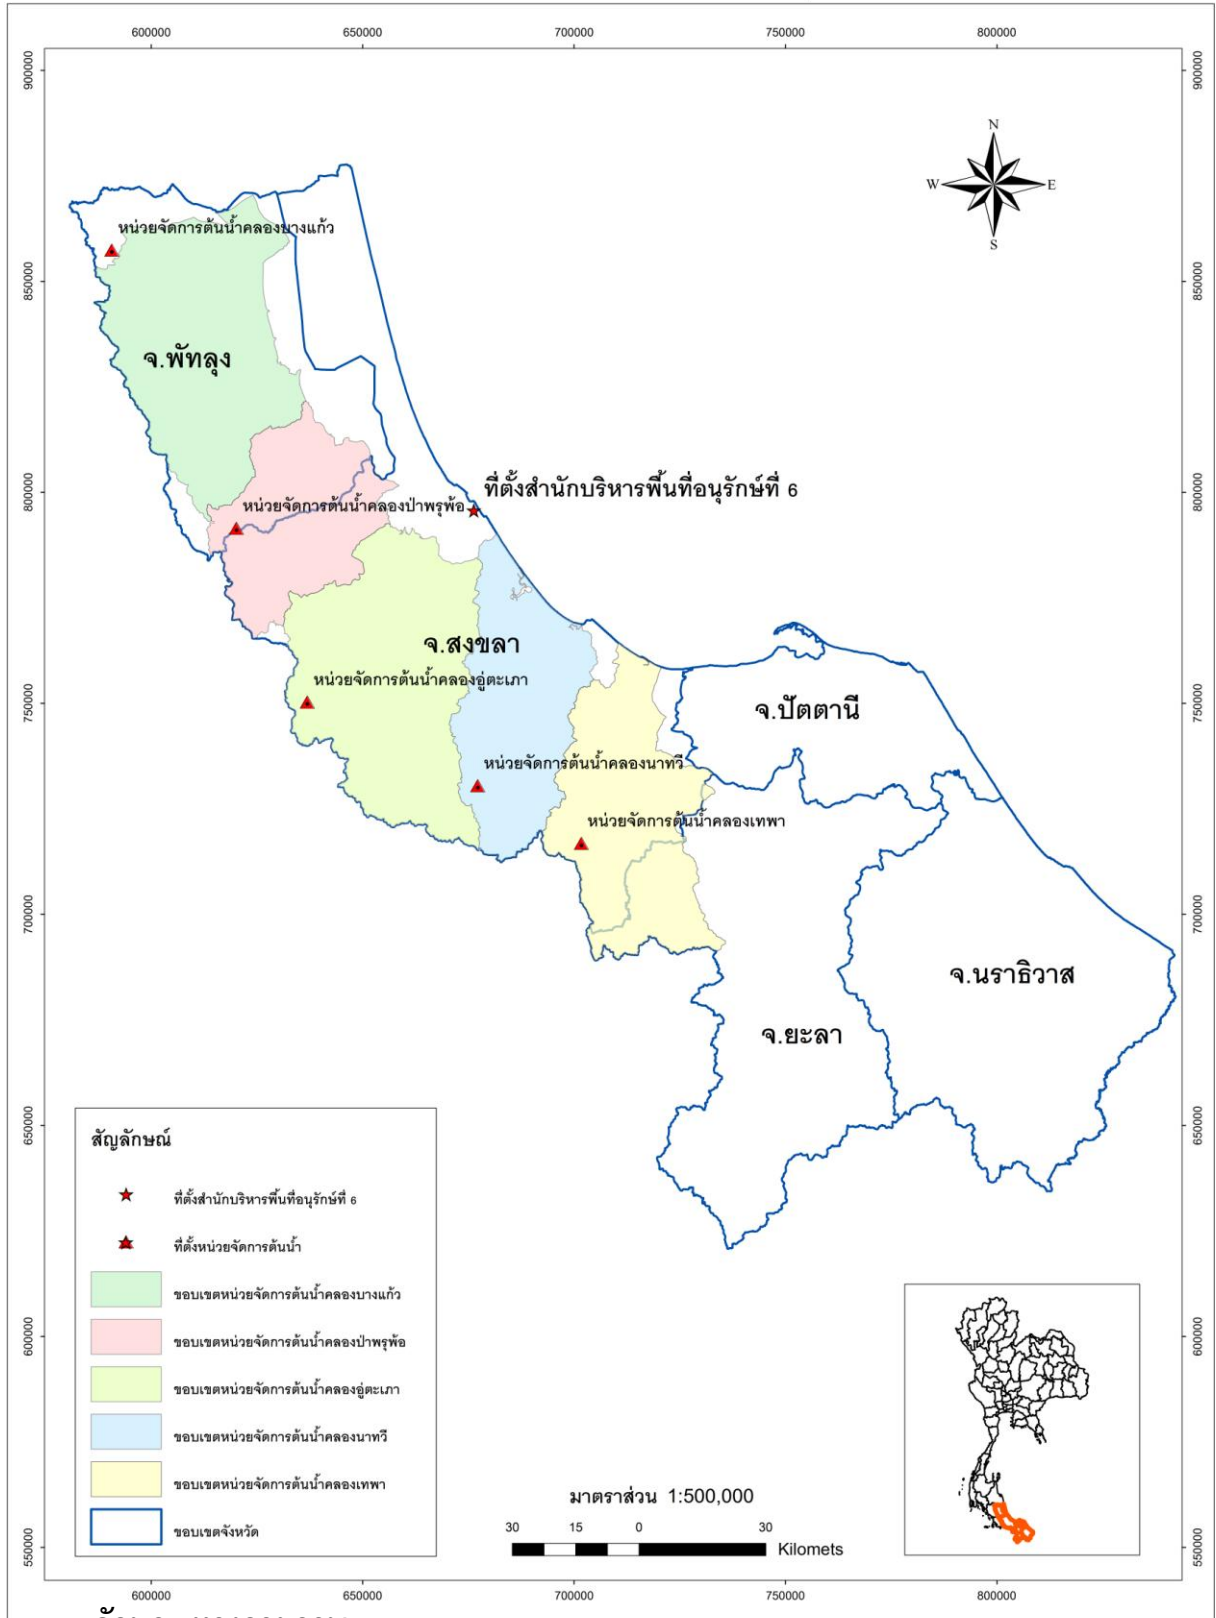 600000 650000 700000 750000 800000
900000 900000
N
W E
S
หน่วยจัดการต้นน้ำคลองบางแก้ว
850000 850000
จ.พัทลุง
ที่ตั้งสำนักบริหารพื้นที่อนุรักษ์ที่ 6
800000 800000
หน่วยจัดการต้นน้ำคลองป่าพรุพ้อ
จ.สงขลา
หน่วยจัดการต้นน้ำคลองอู่ตะเภา
750000 750000
จ.ปัตตานี
หน่วยจัดการต้นน้ำคลองนาทวี
หน่วยจัดการต้นน้ำคลองเทพา
700000 700000
จ.นราธิวาส
จ.ยะลา
650000 650000
สัญลักษณ์
ที่ตั้งสำนักบริหารพื้นที่อนุรักษ์ที่ 6
ที่ตั้งหน่วยจัดการต้นน้ำ
ขอบเขตหน่วยจัดการต้นน้ำคลองบางแก้ว
ขอบเขตหน่วยจัดการต้นน้ำคลองป่าพรุพ้อ
ขอบเขตหน่วยจัดการต้นน้ำคลองอู่ตะเภา
ขอบเขตหน่วยจัดการต้นน้ำคลองนาทวี
ขอบเขตหน่วยจัดการต้นน้ำคลองเทพา
ขอบเขตจังหวัด
600000 600000
มาตราส่วน 1:500,000
30 15 0 30
Kilomets
550000 550000
600000 650000 700000 750000 800000